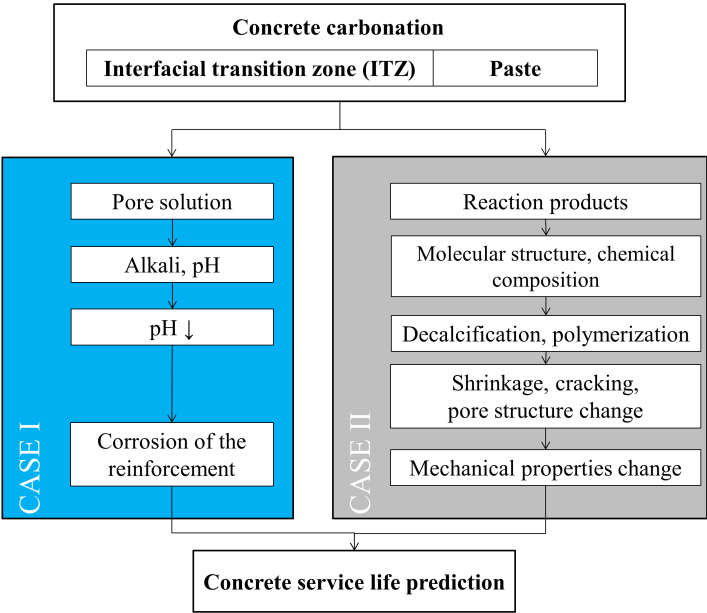 Concrete carbonation
Interfacial transition zone (ITZ)
Paste
CASE I
Pore solution
Alkali, pH
pH ↓
Corrosion of the
reinforcement
CASE II
Reaction products
Molecular structure, chemical
composition
Decalcification, polymerization
Shrinkage, cracking,
pore structure change
Mechanical properties change
Concrete service life prediction